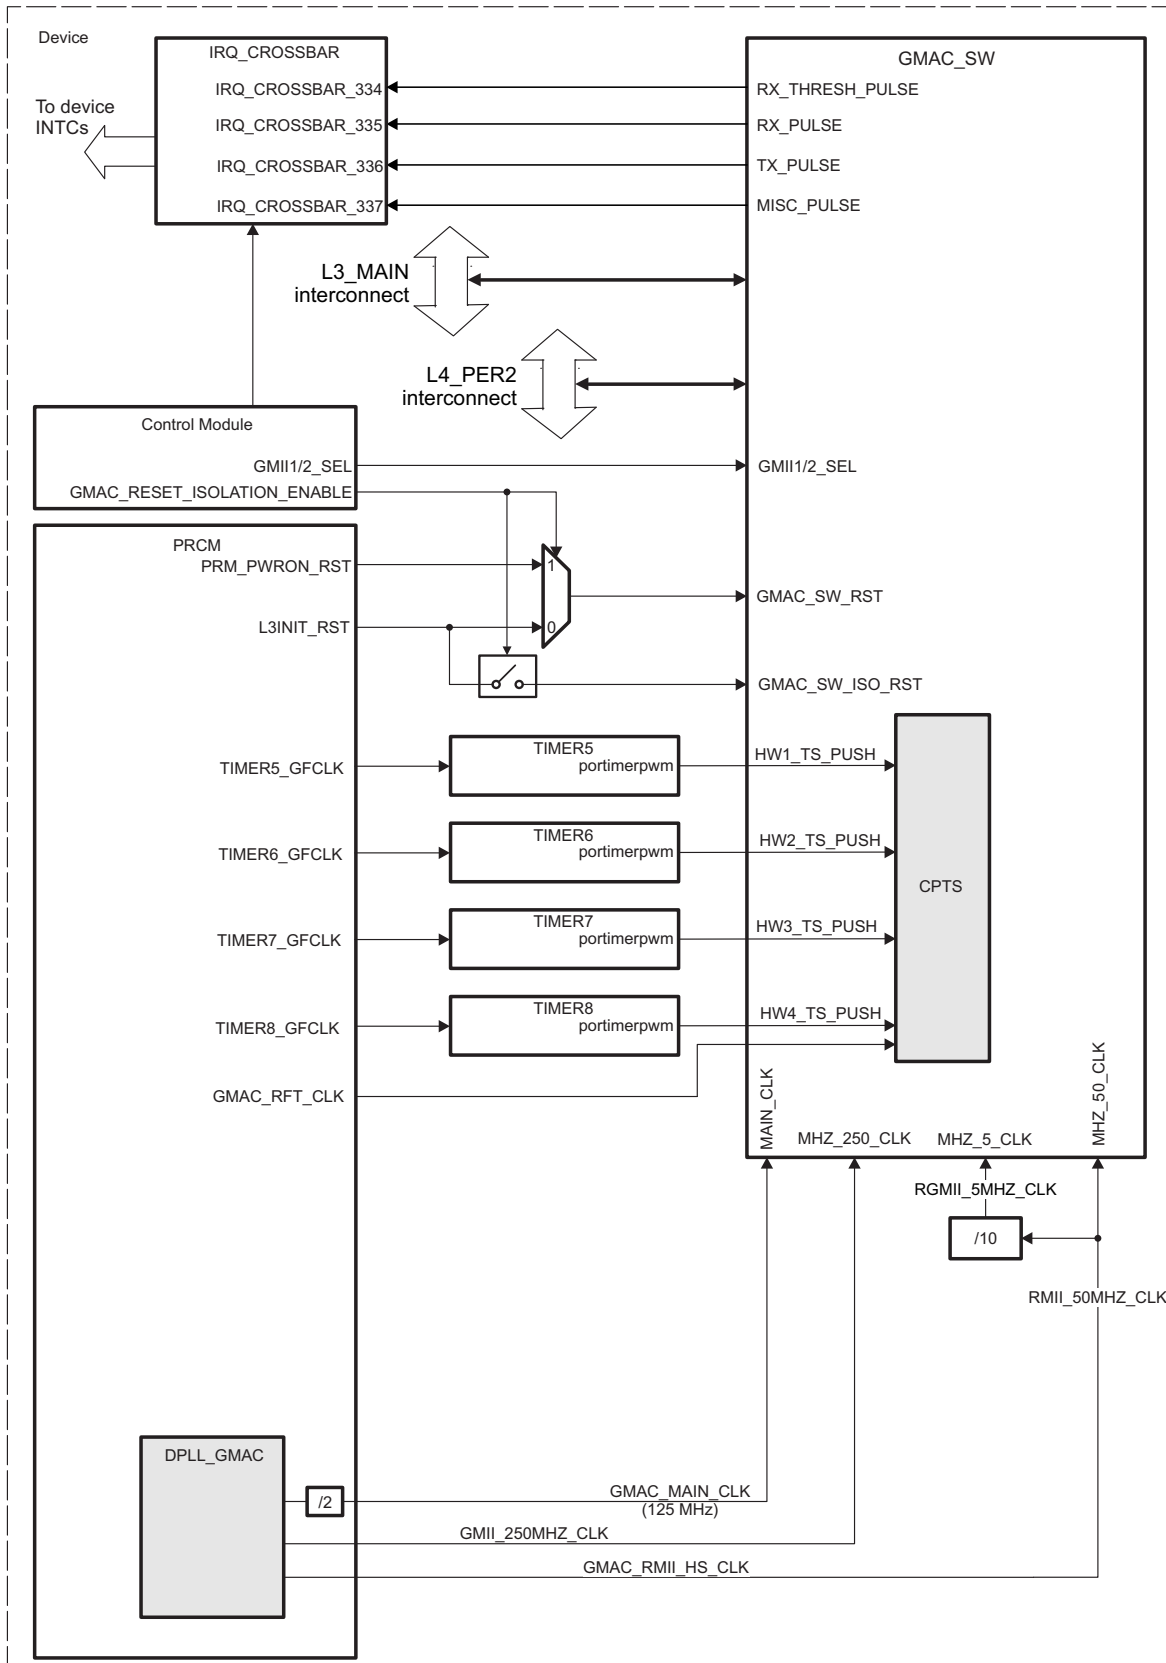 Device
IRQ_CROSSBAR
GMAC_SW
IRQ_CROSSBAR_334
RX_THRESH_PULSE
To device
INTCs
IRQ_CROSSBAR_335
RX_PULSE
IRQ_CROSSBAR_336
TX_PULSE
IRQ_CROSSBAR_337
MISC_PULSE
L3_MAIN
interconnect
L4_PER2
interconnect
Control Module
GMII1/2_SEL
GMII1/2_SEL
GMAC_RESET_ISOLATION_ENABLE
PRCM
PRM_PWRON_RST
1
GMAC_SW_RST
L3INIT_RST
0
GMAC_SW_ISO_RST
TIMER5
portimerpwm
HW1_TS_PUSH
TIMER5_GFCLK
TIMER6
portimerpwm
HW2_TS_PUSH
TIMER6_GFCLK
CPTS
TIMER7
portimerpwm
HW3_TS_PUSH
TIMER7_GFCLK
TIMER8
portimerpwm
HW4_TS_PUSH
TIMER8_GFCLK
GMAC_RFT_CLK
MAIN_CLK
MHZ_250_CLK
MHZ_5_CLK
MHZ_50_CLK
RGMII_5MHZ_CLK
/10
RMII_50MHZ_CLK
DPLL_GMAC
/2
GMAC_MAIN_CLK
(125 MHz)
GMII_250MHZ_CLK
GMAC_RMII_HS_CLK